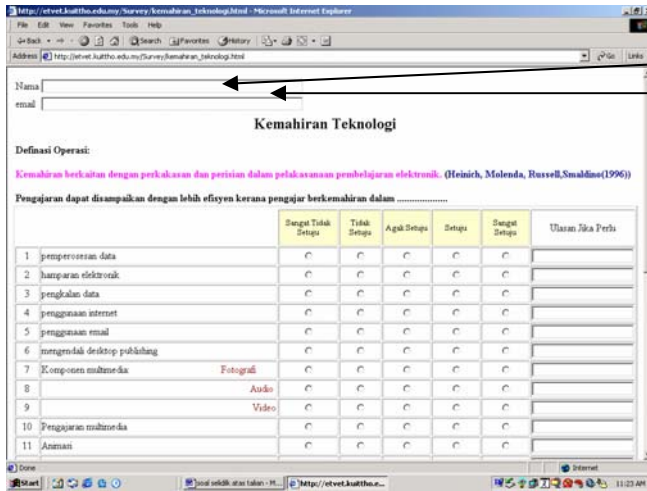 http://etvet.kuittho.edu.my/Survey/kemahiran_teknologi.html - Microsoft Internet Explorer
File Edit View Favorites Tools Help
Back Search Favorites History
Address http://etvet.kuittho.edu.my/Survey/kemahiran_teknologi.html Go Links
Nama
email
Kemahiran Teknologi
Definasi Operasi:
Kemahiran berkaitan dengan perkakasan dan perisian dalam pelaksanaan pembelajaran elektronik. (Heinich, Molenda, Russell,Smaldino(1996))
Pengajaran dapat disampaikan dengan lebih efisyen kerana pengajar berkemahiran dalam ...................
Sangat Tidak Setuju Tidak Setuju Agak Setuju Setuju Sangat Setuju Ulasan Jika Perlu
1 pemperosesan data
2 hamparan elektronik
3 pengkalan data
4 penggunaan internet
5 penggunaan email
6 mengendali desktop publishing
7 Komponen multimedia: Fotografi
8 Audio
9 Video
10 Pengajaran multimedia
11 Animasi
Done Internet
Start soal selidik atas talian - M... http://etvet.kuittho.e... 11:23 AM